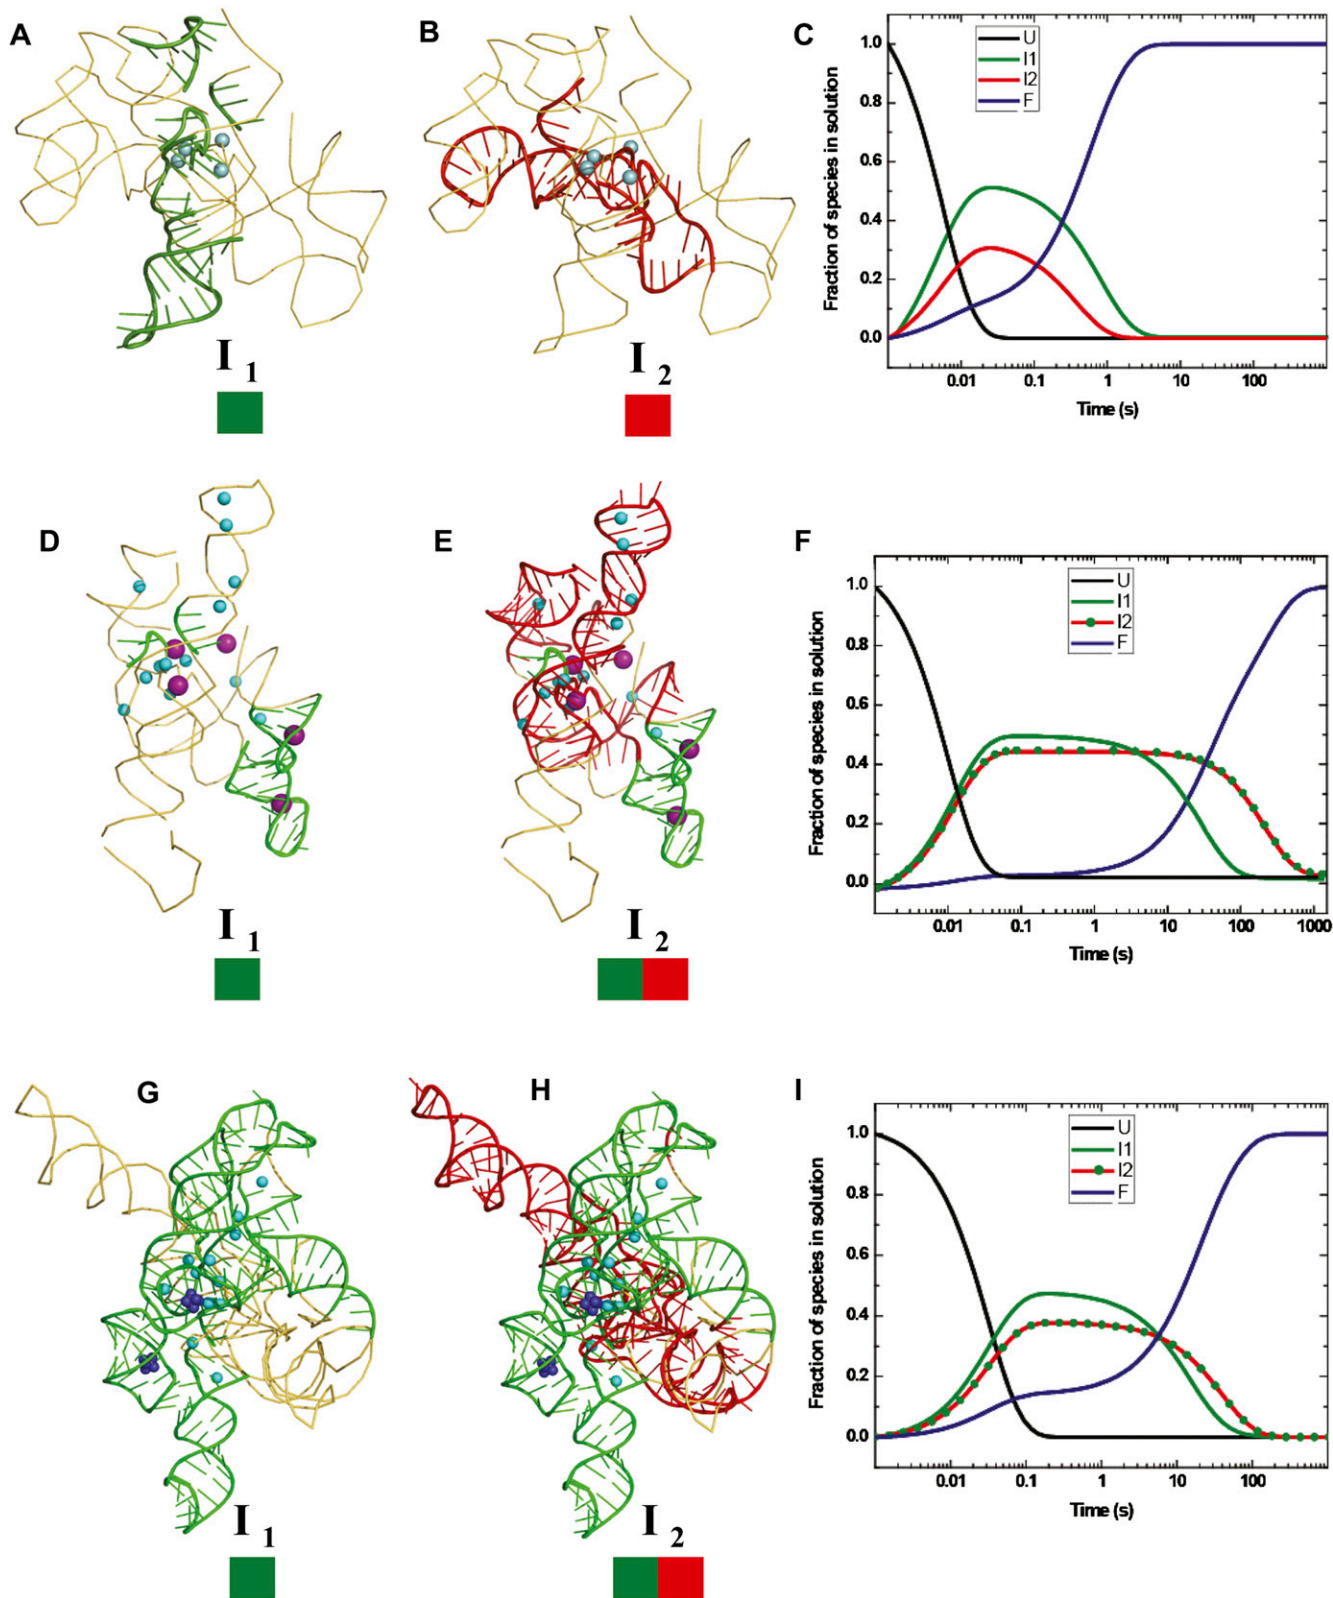 A
B
C
U
I1
I2
F
1.0
0.8
0.6
0.4
0.2
0.0
Fraction of species in solution
0.01 0.1 1 10 100
Time (s)
I 1
I 2
D
E
F
U
I1
I2
F
1.0
0.8
0.6
0.4
0.2
0.0
Fraction of species in solution
0.01 0.1 1 10 100 1000
Time (s)
I 1
I 2
G
H
I
U
I1
I2
F
1.0
0.8
0.6
0.4
0.2
0.0
Fraction of species in solution
0.01 0.1 1 10 100
Time (s)
I 1
I 2